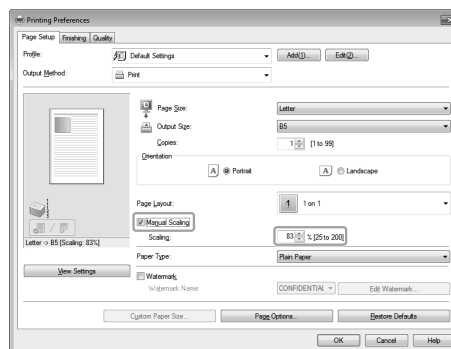 Printing Preferences
Page Setup Finishing Quality
Profile: Default Settings Add(1)... Edit(2)...
Output Method: Print
Page Size: Letter
Output Size: B5
Copies: 1 [1 to 99]
Orientation
A Portrait A Landscape
Page Layout: 1 1 on 1
Manual Scaling
Scaling: 83 % [25 to 200]
Letter -> B5 [Scaling: 83%]
Paper Type: Plain Paper
View Settings
Watermark
Watermark Name: CONFIDENTIAL Edit Watermark...
Custom Paper Size... Page Options... Restore Defaults
OK Cancel Help